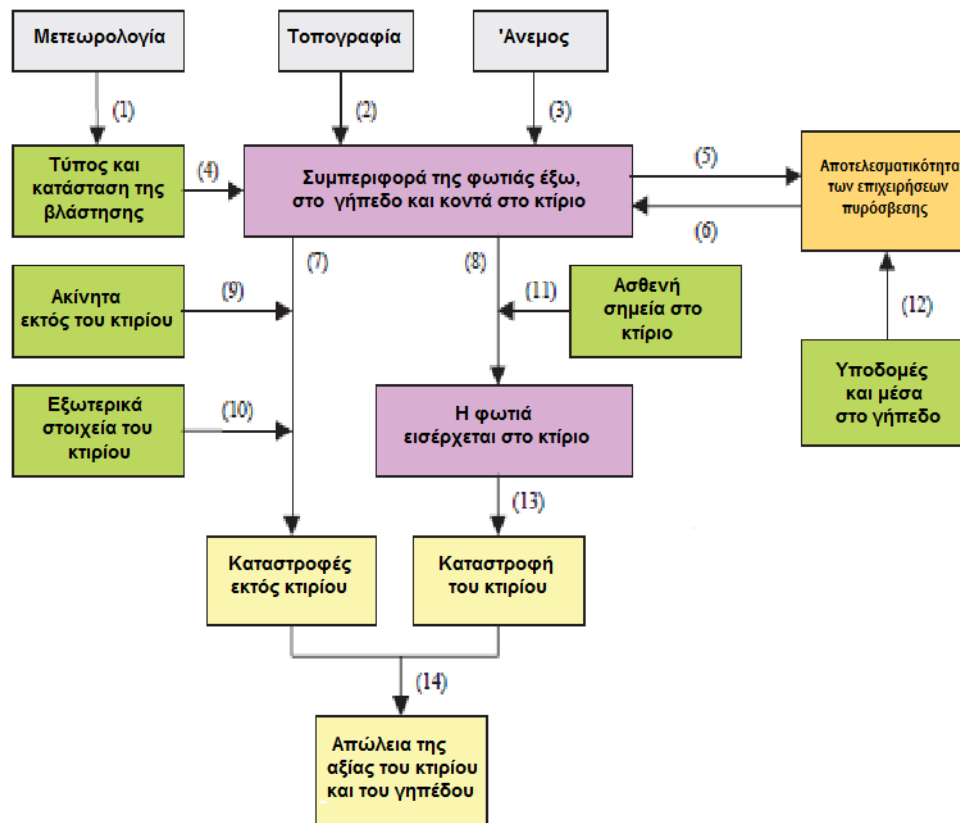 Μετεωρολογία
Τοπογραφία
'Ανεμος
(1)
(2)
(3)
Τύπος και
κατάσταση της
βλάστησης
(4)
Συμπεριφορά της φωτιάς έξω,
στο γήπεδο και κοντά στο κτίριο
(5)
(6)
Αποτελεσματικότητα
των επιχειρήσεων
πυρόσβεσης
(7)
(8)
Ακίνητα
εκτός του κτιρίου
(9)
(11)
Ασθενή
σημεία στο
κτίριο
(12)
Υποδομές
και μέσα
στο γήπεδο
Εξωτερικά
στοιχεία του
κτιρίου
(10)
Η φωτιά
εισέρχεται στο κτίριο
(13)
Καταστροφές
εκτός κτιρίου
Καταστροφή
του κτιρίου
(14)
Απώλεια της
αξίας του κτιρίου
και του γηπέδου